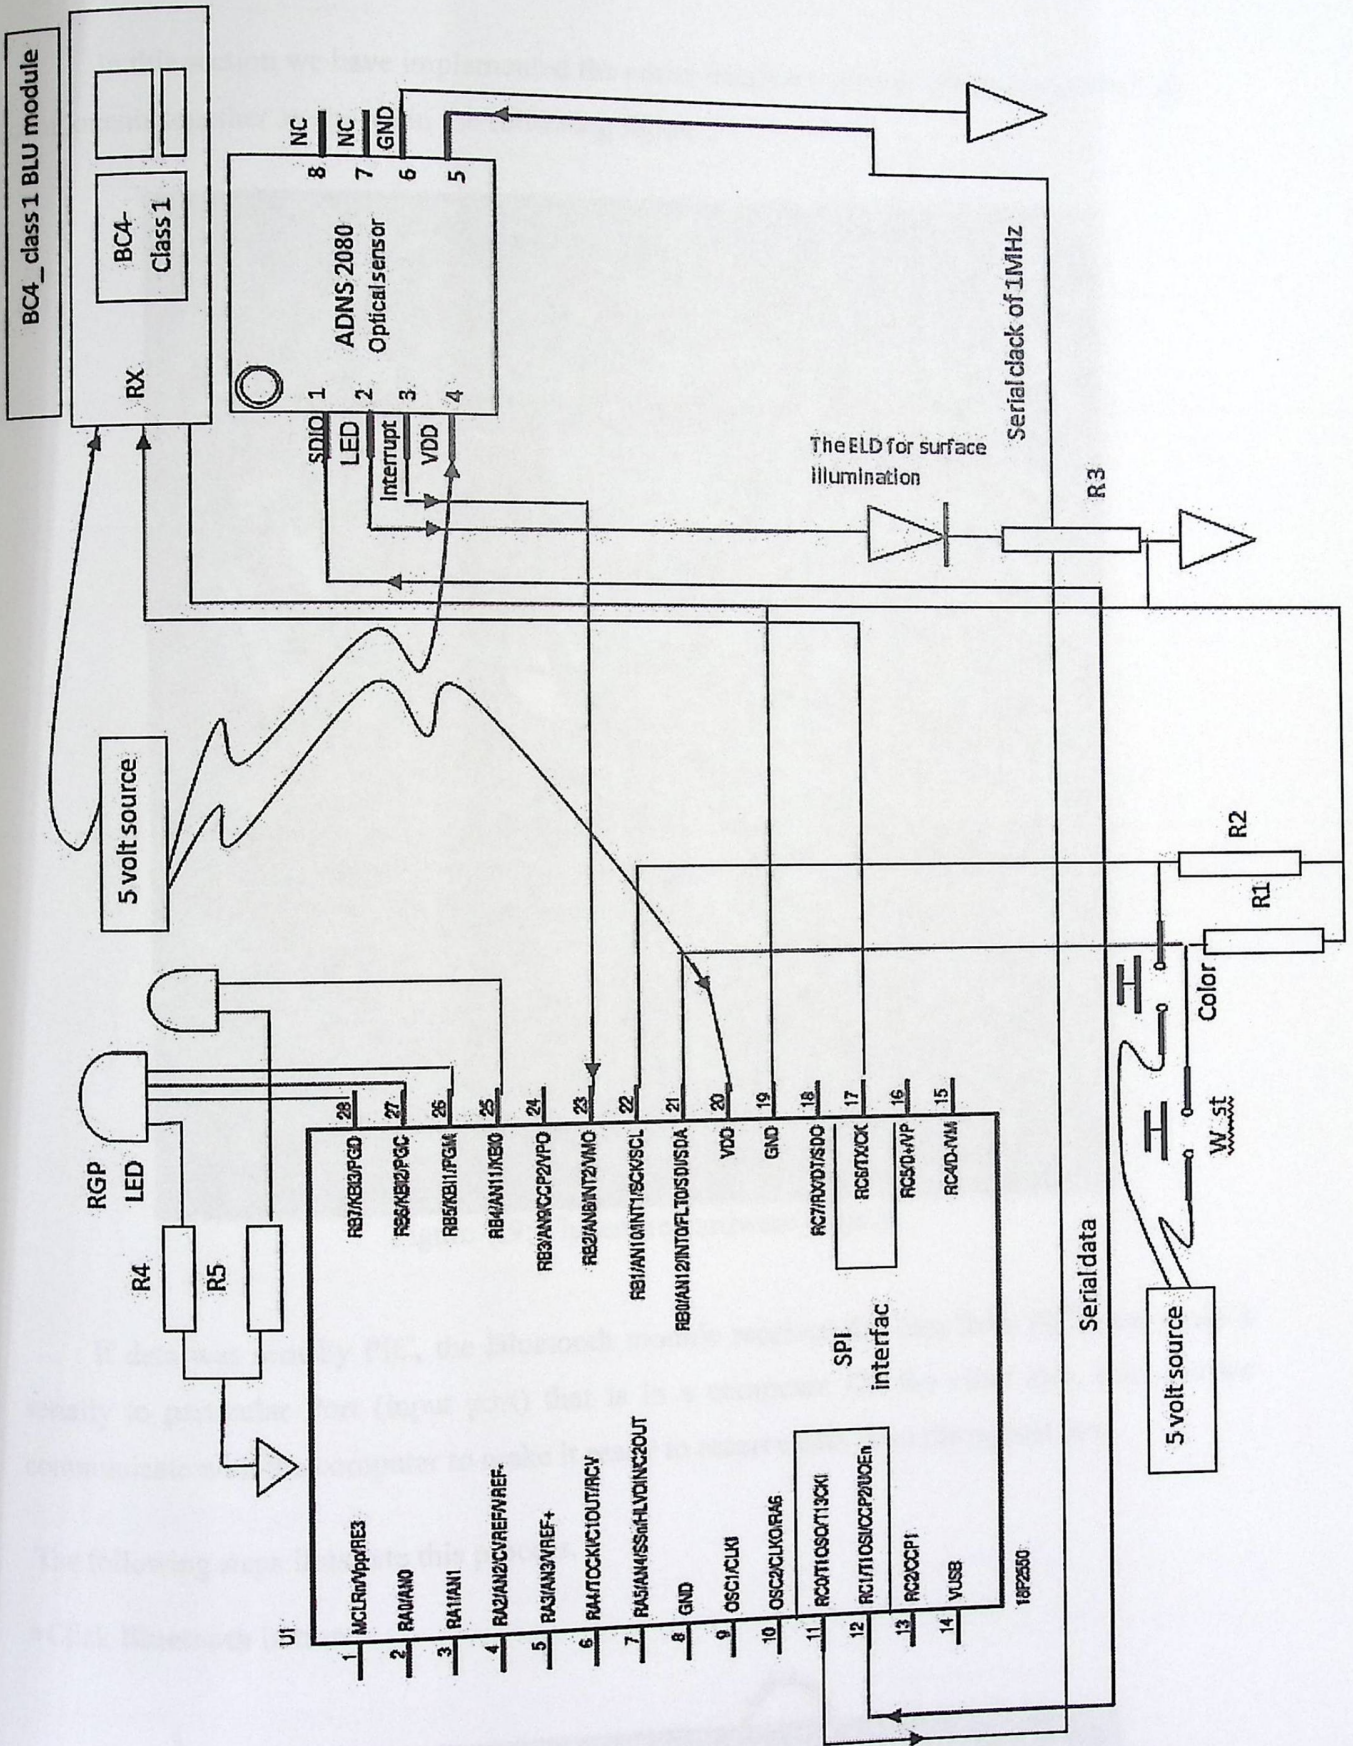 BC4_ class 1 BLU module
BC4-
Class 1
RX
ADNS 2080
Optical sensor
NC
NC
GND
8
7
6
5
1
2
3
4
SDIO
LED
Interrupt
VDD
The ELD for surface
illumination
Serial clack of 1MHz
R3
5 volt source
RGP
LED
R4
R5
28
27
26
25
24
23
22
21
20
19
18
17
16
15
RB7/KBI3/PGD
RB6/KBI2/PGC
RB5/KBI1/PGM
RB4/AN11/KBI0
RB3/AN9/CCP2/VPO
RB2/AN8/INT2/VMO
RB1/AN10/INT1/SCK/SCL
RB0/AN12/INT0/FLT0/SDI/SDA
VDD
GND
RC7/RX/DT/SDO
RC6/TX/CK
RC5/D+/VP
RC4/D-/VM
SPI
interfac
MCLRn/Vpp/RE3
RA0/AN0
RA1/AN1
RA2/AN2/CVREF/VREF-
RA3/AN3/VREF+
RA4/TOCKI/C1OUT/RCV
RA5/AN4/SSn/HLVDIN/C2OUT
GND
OSC1/CLKI
OSC2/CLKO/RA6
RC0/T1OSO/T13CKI
RC1/T1OSI/CCP2/UOEn
RC2/CCP1
VUSB
U1
1
2
3
4
5
6
7
8
9
10
11
12
13
14
18F2550
R2
R1
Color
W_st
Serial data
5 volt source